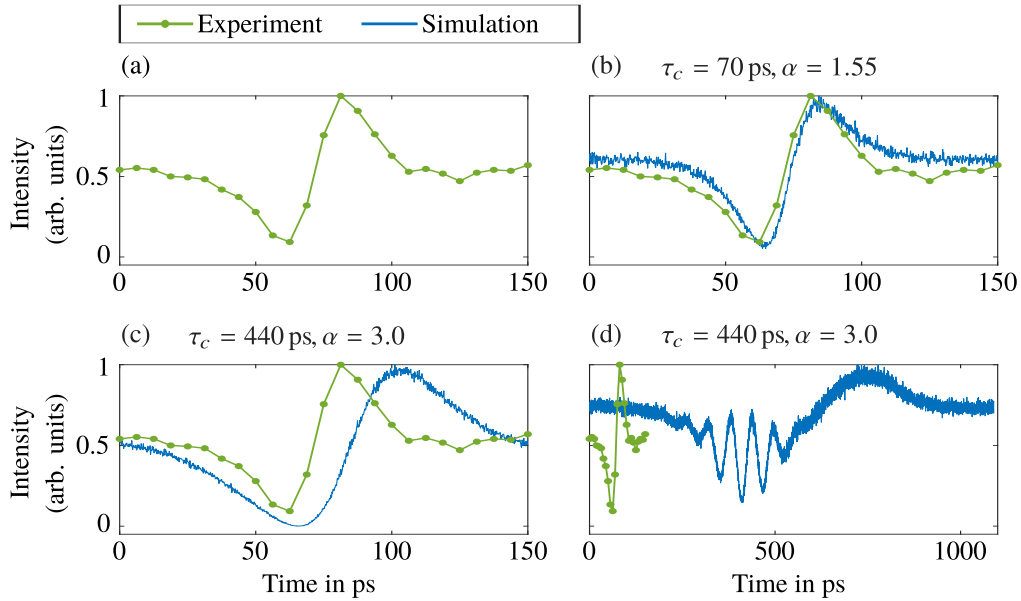 Experiment Simulation
(a)
(b) τc = 70 ps, α = 1.55
Intensity
(arb. units)
1
0.5
0
0 50 100 150
0 50 100 150
(c) τc = 440 ps, α = 3.0
(d) τc = 440 ps, α = 3.0
Intensity
(arb. units)
1
0.5
0
0 50 100 150
0 500 1000
Time in ps
Time in ps